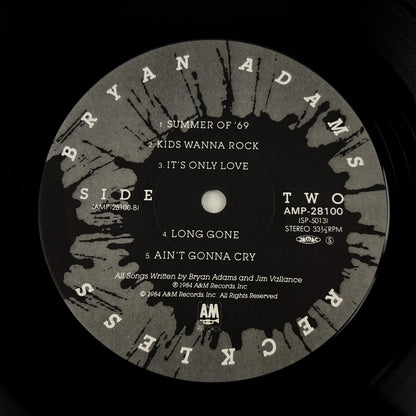 BRYAN ADAMS
1. SUMMER OF '69
2. KIDS WANNA ROCK
3. IT'S ONLY LOVE
SIDE TWO
(AMP-28100-B)
AMP-28100
(SP-5013)
STEREO 33⅓RPM
4. LONG GONE
5. AIN'T GONNA CRY
All Songs Written by Bryan Adams and Jim Vallance
℗ 1984 A&M Records, Inc.
© 1984 A&M Records, Inc. All Rights Reserved.
A&M
RECORDS
RECKLESS